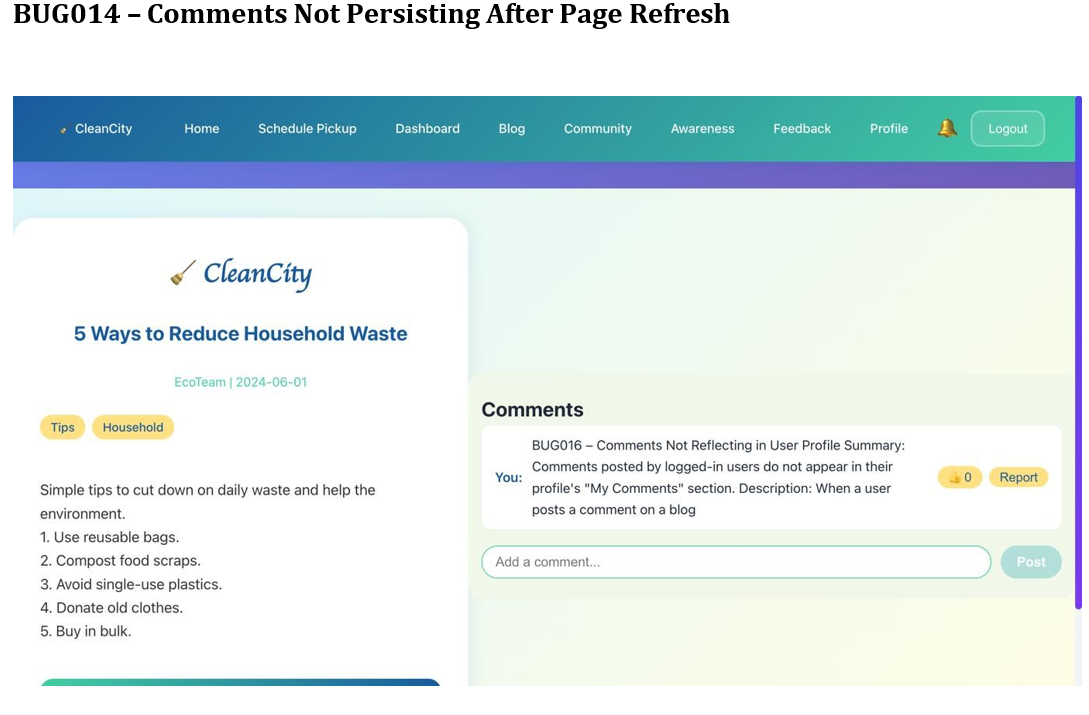 BUG014 – Comments Not Persisting After Page Refresh
CleanCity
Home
Schedule Pickup
Dashboard
Blog
Community
Awareness
Feedback
Profile
Logout
CleanCity
5 Ways to Reduce Household Waste
EcoTeam | 2024-06-01
Tips
Household
Simple tips to cut down on daily waste and help the
environment.
1. Use reusable bags.
2. Compost food scraps.
3. Avoid single-use plastics.
4. Donate old clothes.
5. Buy in bulk.
Comments
You:
BUG016 – Comments Not Reflecting in User Profile Summary:
Comments posted by logged-in users do not appear in their
profile's "My Comments" section. Description: When a user
posts a comment on a blog
0
Report
Add a comment...
Post